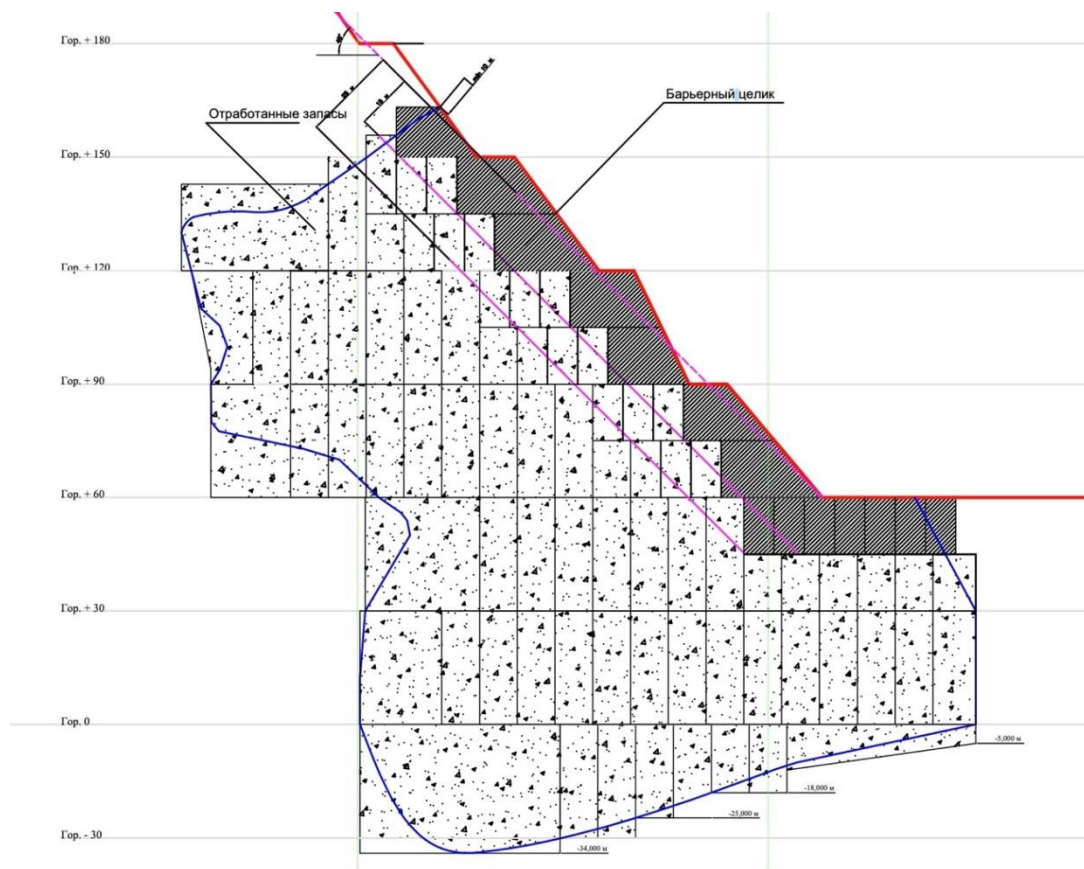 Гор. + 180
Барьерный целик
Отработанные запасы
Гор. + 150
Гор. + 120
Гор. + 90
Гор. + 60
Гор. + 30
Гор. 0
-5,000 м
-18,000 м
-25,000 м
Гор. - 30
-34,000 м